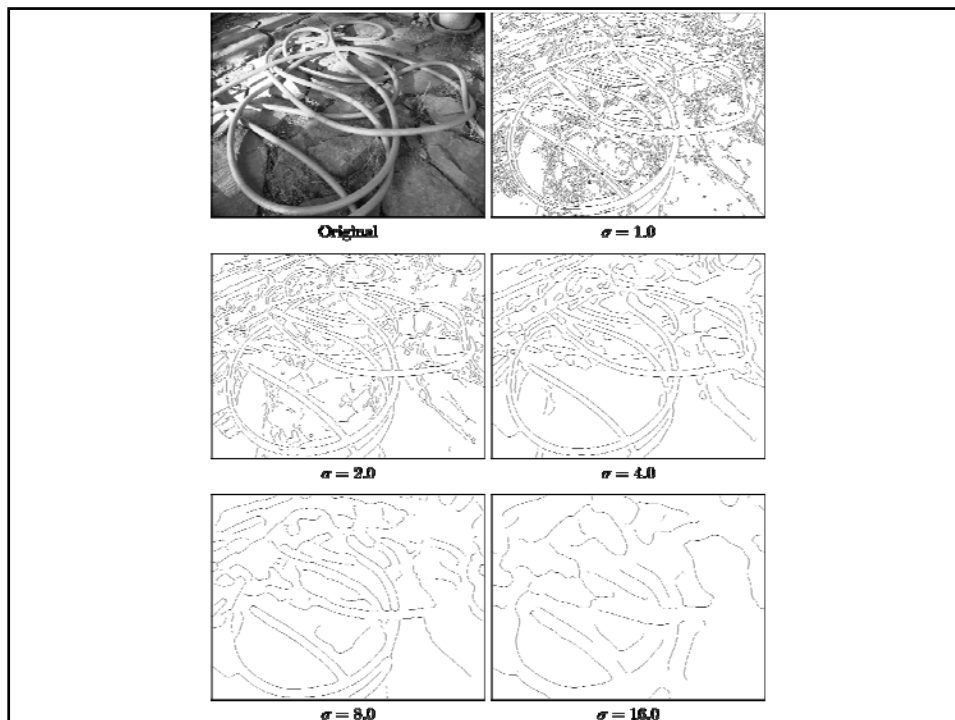 Original
σ = 1.0
σ = 2.0
σ = 4.0
σ = 8.0
σ = 16.0